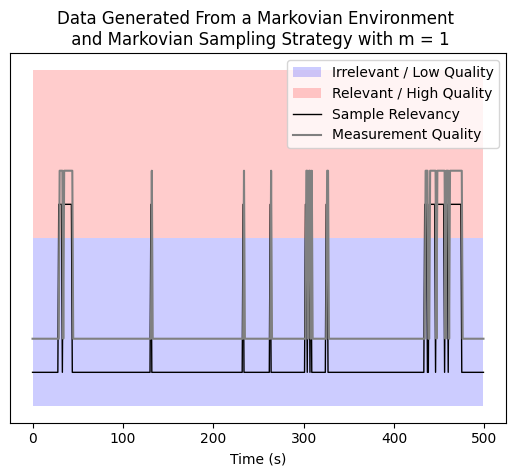 Data Generated From a Markovian Environment
and Markovian Sampling Strategy with m = 1
Irrelevant / Low Quality
Relevant / High Quality
Sample Relevancy
Measurement Quality
0 100 200 300 400 500
Time (s)